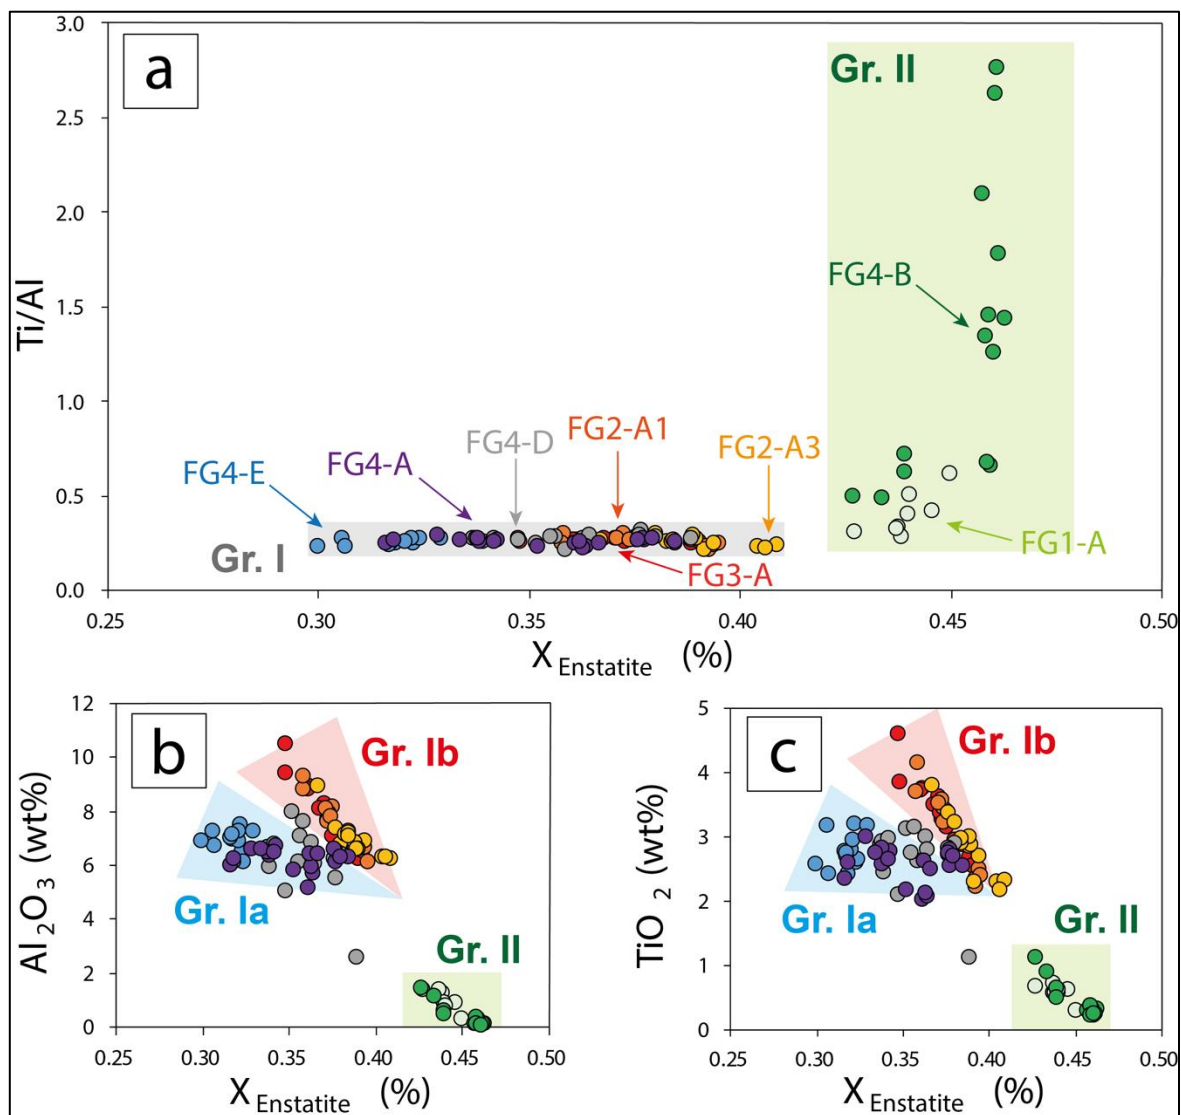 a
3.0
2.5
2.0
1.5
1.0
0.5
0.0
Ti/Al
Gr. II
FG4-B
FG1-A
FG4-E
FG4-A
FG4-D
FG2-A1
FG2-A3
FG3-A
Gr. I
0.25
0.30
0.35
0.40
0.45
0.50
X Enstatite (%)
b
12
10
8
6
4
2
0
Al2O3 (wt%)
Gr. Ib
Gr. Ia
Gr. II
0.25
0.30
0.35
0.40
0.45
0.50
X Enstatite (%)
c
5
4
3
2
1
0
TiO2 (wt%)
Gr. Ib
Gr. Ia
Gr. II
0.25
0.30
0.35
0.40
0.45
0.50
X Enstatite (%)